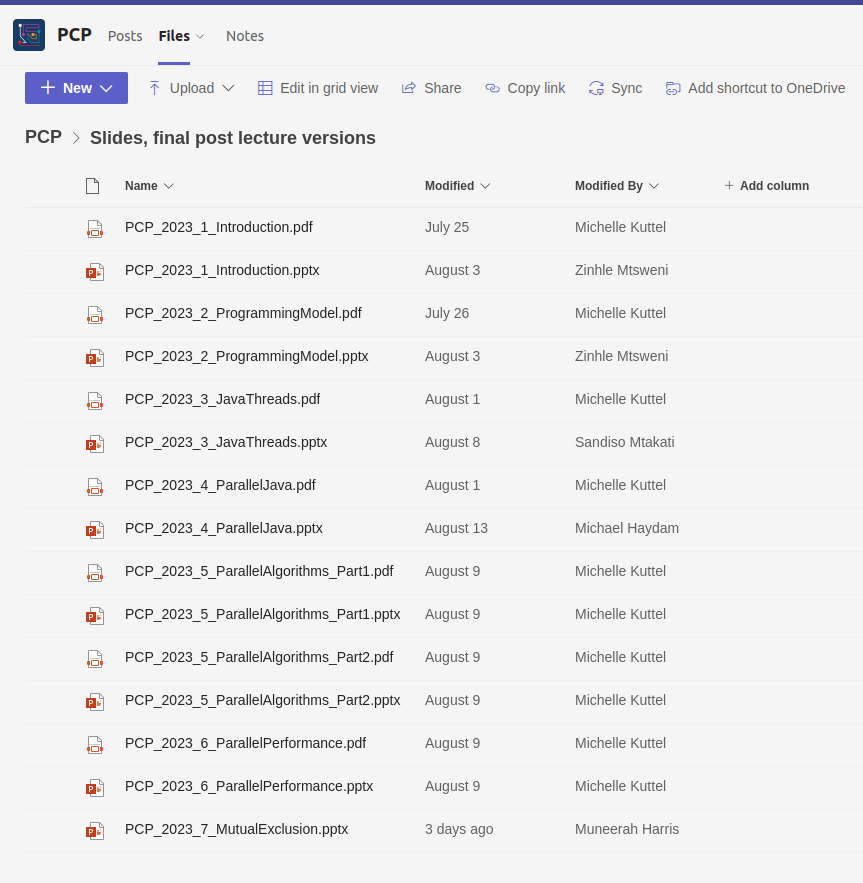 PCP Posts Files Notes
New Upload Edit in grid view Share Copy link Sync Add shortcut to OneDrive
PCP > Slides, final post lecture versions
Name Modified Modified By + Add column
PCP_2023_1_Introduction.pdf July 25 Michelle Kuttel
PCP_2023_1_Introduction.pptx August 3 Zinhle Mtsweni
PCP_2023_2_ProgrammingModel.pdf July 26 Michelle Kuttel
PCP_2023_2_ProgrammingModel.pptx August 3 Zinhle Mtsweni
PCP_2023_3_JavaThreads.pdf August 1 Michelle Kuttel
PCP_2023_3_JavaThreads.pptx August 8 Sandiso Mtakati
PCP_2023_4_ParallelJava.pdf August 1 Michelle Kuttel
PCP_2023_4_ParallelJava.pptx August 13 Michael Haydam
PCP_2023_5_ParallelAlgorithms_Part1.pdf August 9 Michelle Kuttel
PCP_2023_5_ParallelAlgorithms_Part1.pptx August 9 Michelle Kuttel
PCP_2023_5_ParallelAlgorithms_Part2.pdf August 9 Michelle Kuttel
PCP_2023_5_ParallelAlgorithms_Part2.pptx August 9 Michelle Kuttel
PCP_2023_6_ParallelPerformance.pdf August 9 Michelle Kuttel
PCP_2023_6_ParallelPerformance.pptx August 9 Michelle Kuttel
PCP_2023_7_MutualExclusion.pptx 3 days ago Muneerah Harris